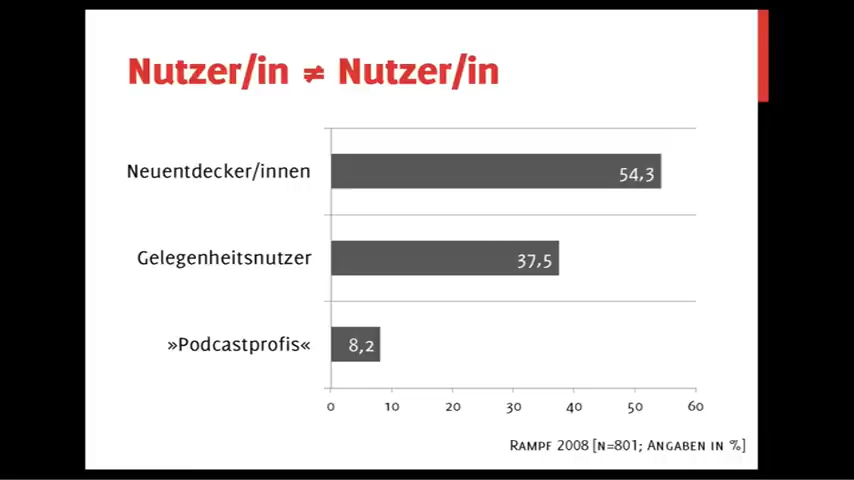 Nutzer/in ≠ Nutzer/in
Neuentdecker/innen
54,3
Gelegenheitsnutzer
37,5
»Podcastprofis«
8,2
0 10 20 30 40 50 60
Rampf 2008 [n=801; Angaben in %]